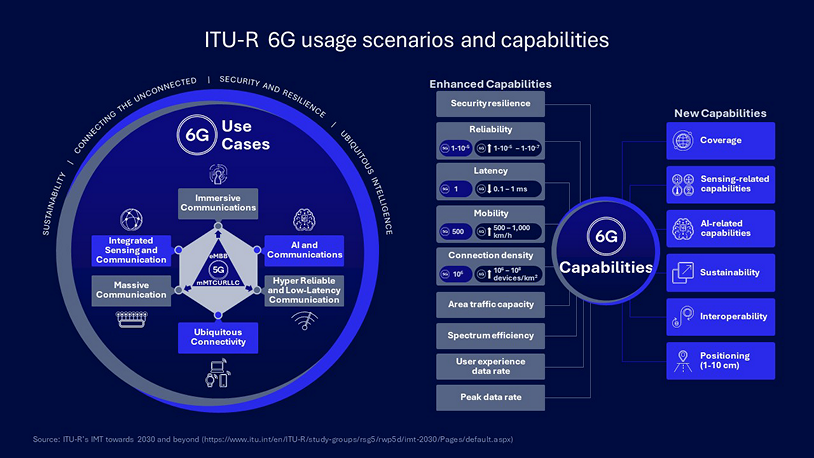 ITU-R 6G usage scenarios and capabilities
SUSTAINABILITY | CONNECTING THE UNCONNECTED | SECURITY AND RESILIENCE | UBIQUITOUS INTELLIGENCE
6G
Use
Cases
Immersive
Communications
Integrated
Sensing and
Communication
AI and
Communications
eMBB
5G
mMTC
URLLC
Massive
Communication
Hyper Reliable
and Low-Latency
Communication
Ubiquitous
Connectivity
Enhanced Capabilities
Security resilience
Reliability
5G 1-10⁻⁵ 6G 1-10⁻⁵ – 1-10⁻⁷
Latency
5G 1 6G 0.1 – 1 ms
Mobility
5G 500 6G 500 – 1,000
km/h
Connection density
5G 10⁶ 6G 10⁶ – 10⁸
devices/km²
Area traffic capacity
Spectrum efficiency
User experience
data rate
Peak data rate
6G
Capabilities
New Capabilities
Coverage
Sensing-related
capabilities
AI-related
capabilities
Sustainability
Interoperability
Positioning
(1-10 cm)
Source: ITU-R's IMT towards 2030 and beyond (https://www.itu.int/en/ITU-R/study-groups/rsg5/rwp5d/imt-2030/Pages/default.aspx)